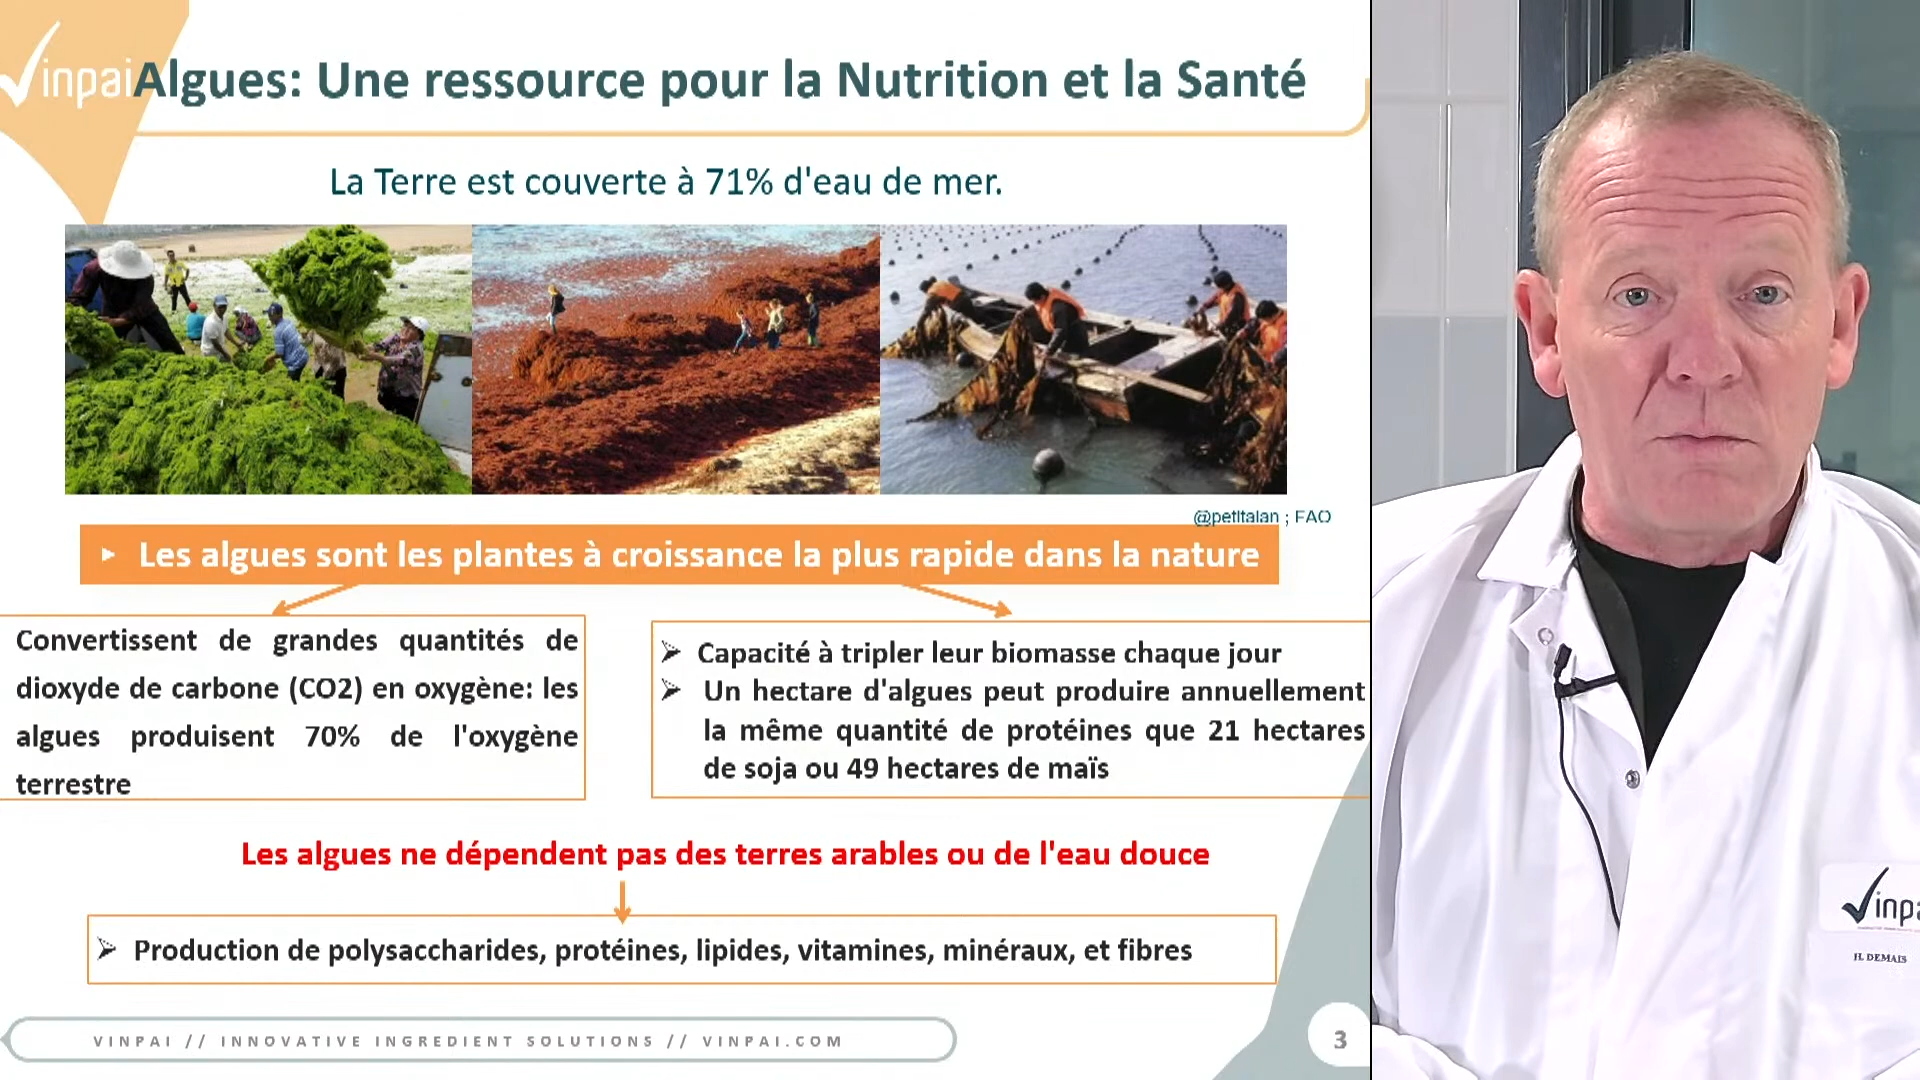 Vinpai
Algues: Une ressource pour la Nutrition et la Santé
La Terre est couverte à 71% d'eau de mer.
@petitalan ; FAO
Les algues sont les plantes à croissance la plus rapide dans la nature
Convertissent de grandes quantités de
dioxyde de carbone (CO2) en oxygène: les
algues produisent 70% de l'oxygène
terrestre
Capacité à tripler leur biomasse chaque jour
Un hectare d'algues peut produire annuellement
la même quantité de protéines que 21 hectares
de soja ou 49 hectares de maïs
Les algues ne dépendent pas des terres arables ou de l'eau douce
Production de polysaccharides, protéines, lipides, vitamines, minéraux, et fibres
VINPAI // INNOVATIVE INGREDIENT SOLUTIONS // VINPAI.COM
3
Vinpa
H. DEMAIS